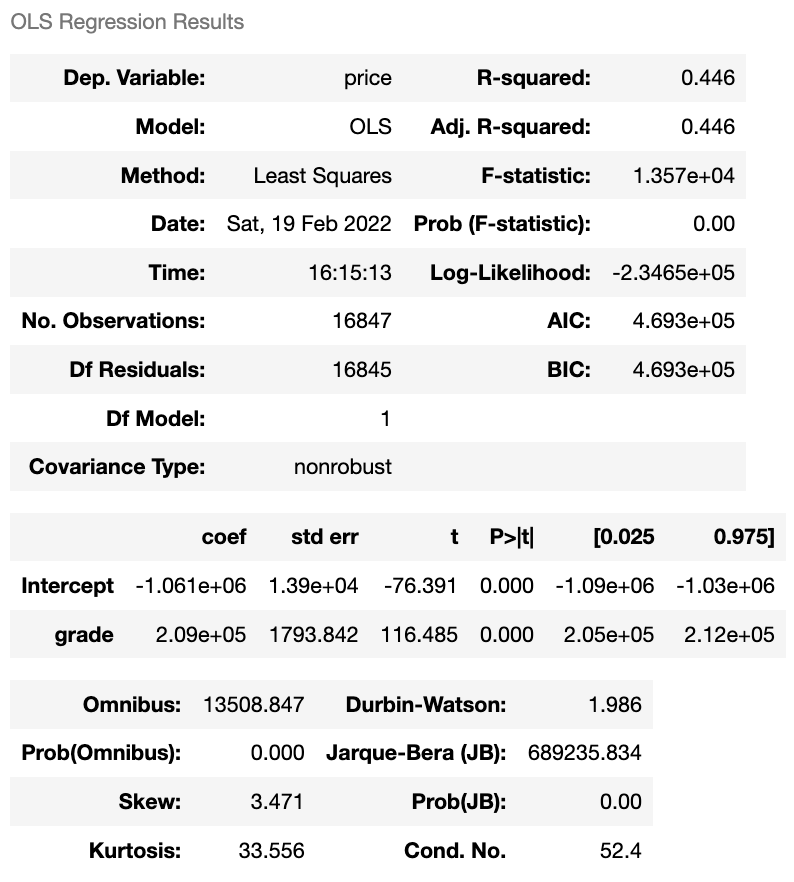 OLS Regression Results
Dep. Variable: price R-squared: 0.446
Model: OLS Adj. R-squared: 0.446
Method: Least Squares F-statistic: 1.357e+04
Date: Sat, 19 Feb 2022 Prob (F-statistic): 0.00
Time: 16:15:13 Log-Likelihood: -2.3465e+05
No. Observations: 16847 AIC: 4.693e+05
Df Residuals: 16845 BIC: 4.693e+05
Df Model: 1
Covariance Type: nonrobust
coef std err t P>|t| [0.025 0.975]
Intercept -1.061e+06 1.39e+04 -76.391 0.000 -1.09e+06 -1.03e+06
grade 2.09e+05 1793.842 116.485 0.000 2.05e+05 2.12e+05
Omnibus: 13508.847 Durbin-Watson: 1.986
Prob(Omnibus): 0.000 Jarque-Bera (JB): 689235.834
Skew: 3.471 Prob(JB): 0.00
Kurtosis: 33.556 Cond. No. 52.4